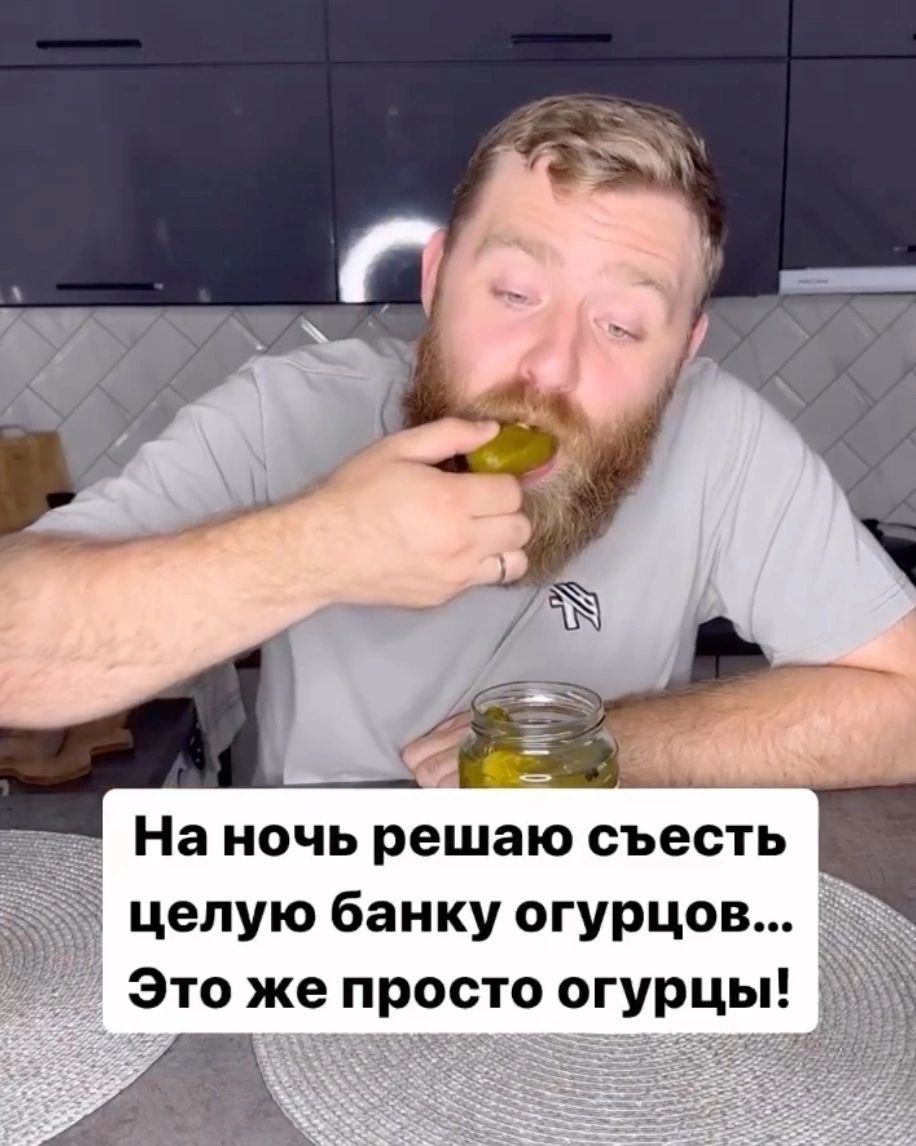 На ночь решаю съесть
целую банку огурцов...
Это же просто огурцы!